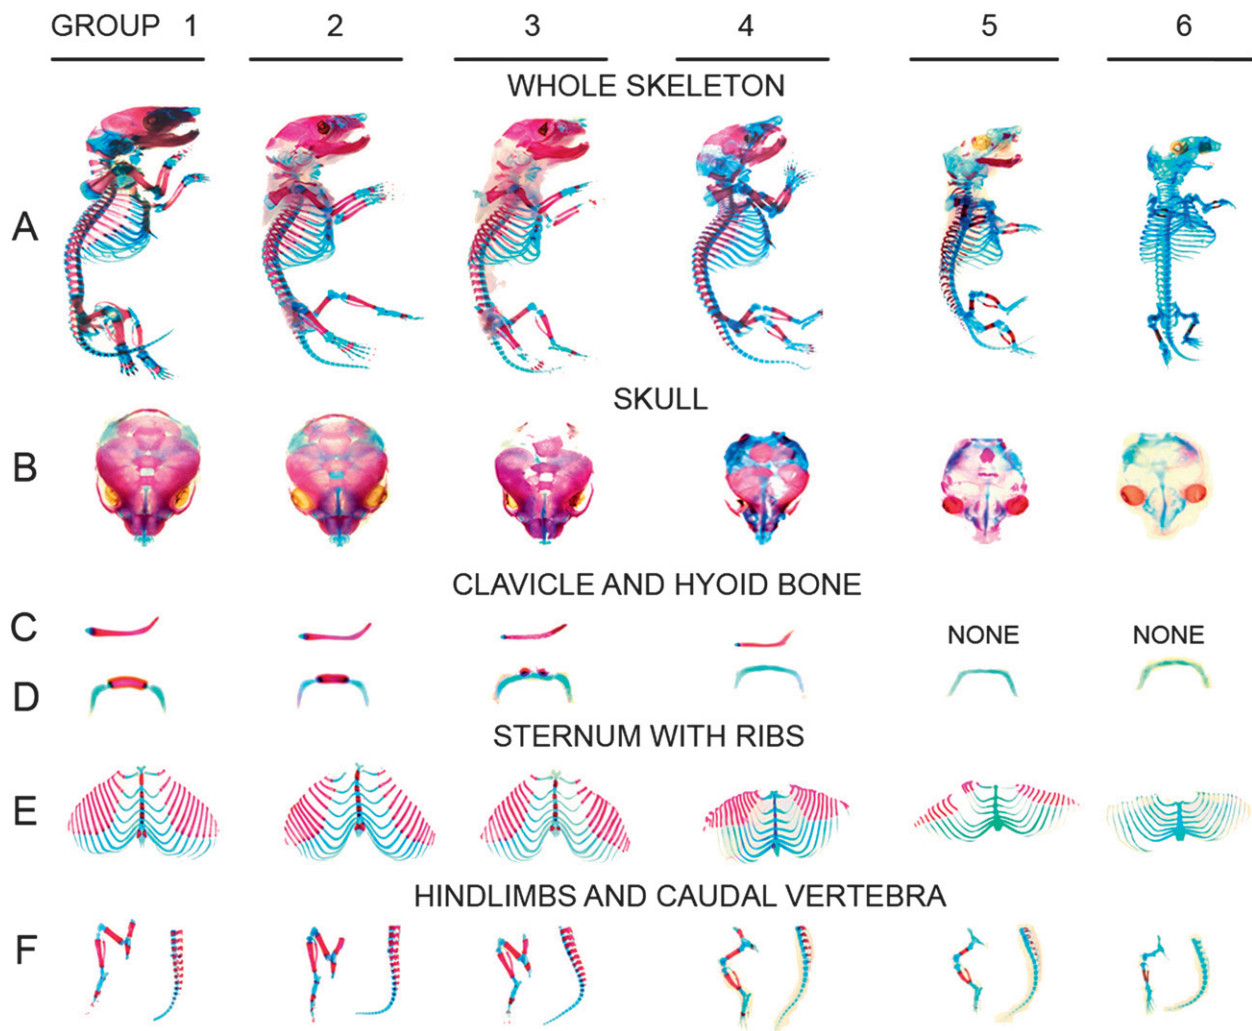 GROUP 1 2 3 4 5 6
WHOLE SKELETON
A
SKULL
B
CLAVICLE AND HYOID BONE
C NONE NONE
D
STERNUM WITH RIBS
E
HINDLIMBS AND CAUDAL VERTEBRA
F